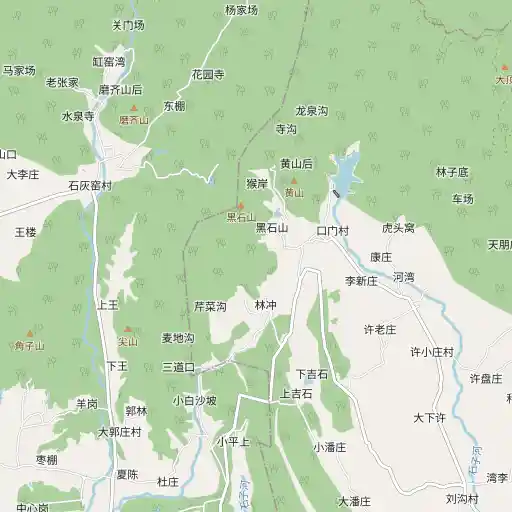 杨家场
关门场
缸窑湾
马家场
花园寺
老张家
磨齐山后
东棚
龙泉沟
水泉寺
磨齐山
寺沟
山口
黄山后
大李庄
猴岸
林子底
石灰窑村
黄山
车场
黑石山
王楼
黑石山
口门村
虎头窝
天朋
康庄
李新庄
河湾
上王
芹菜沟
林冲
许老庄
角子山
尖山
麦地沟
许小庄村
下王
三道口
下吉石
许盘庄
上吉石
羊岗
郭林
小白沙坡
大下许
大郭庄村
小平上
小潘庄
枣棚
夏陈
杜庄
石子河
湾李
中心岗
大潘庄
刘沟村